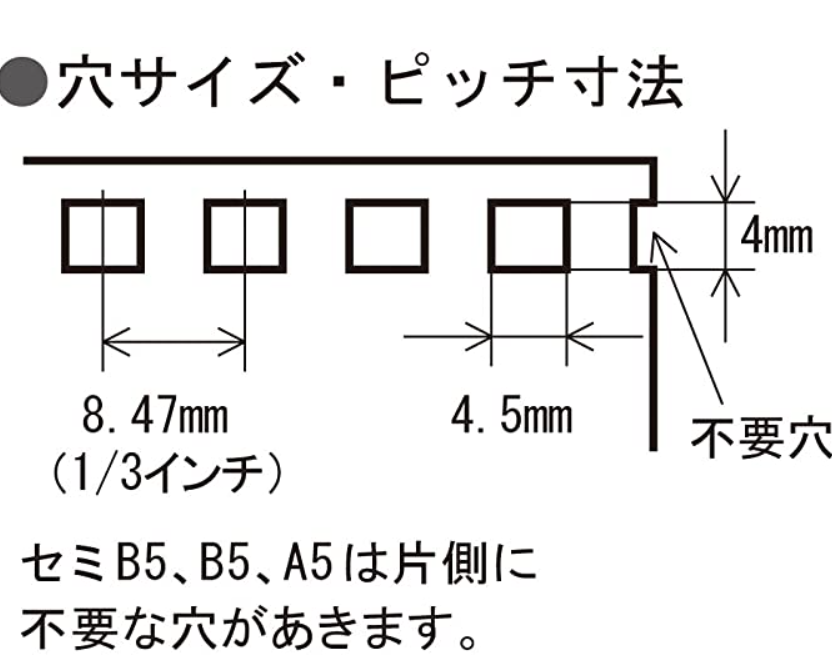 ●穴サイズ・ピッチ寸法
4mm
8.47mm
(1/3インチ)
4.5mm
不要穴
セミB5、B5、A5は片側に
不要な穴があきます。